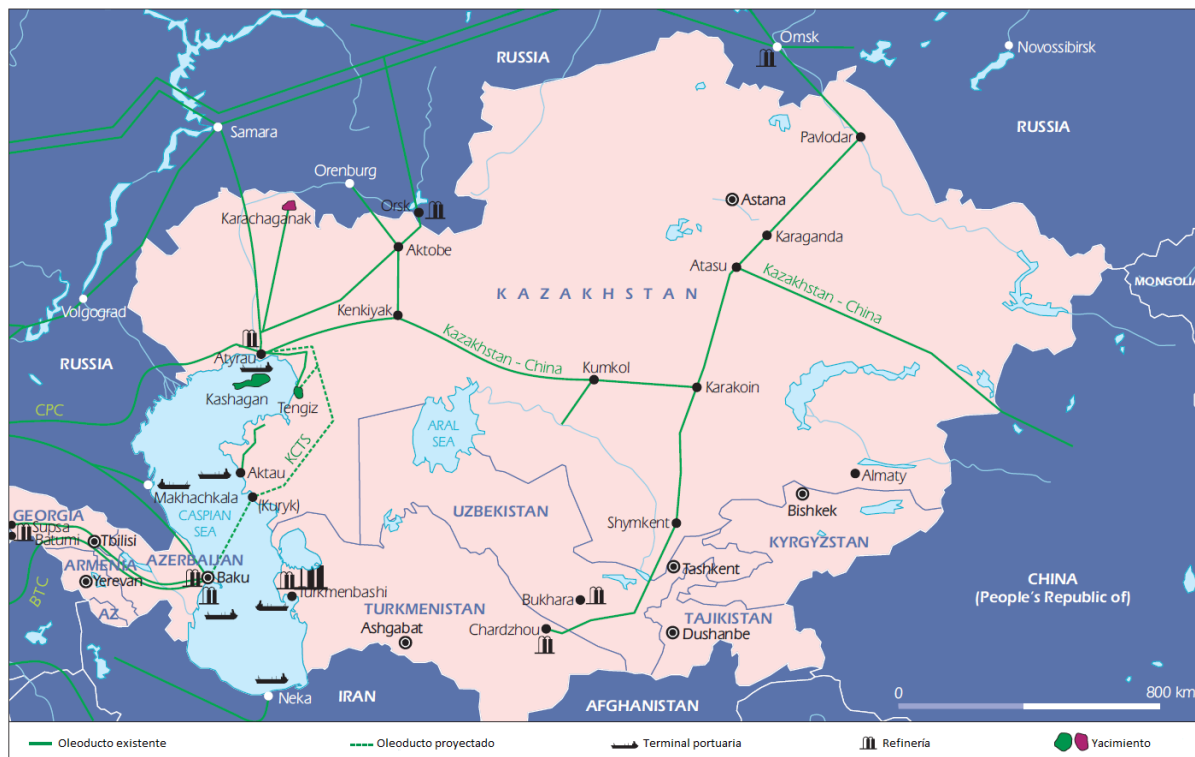 Omsk
Novossibirsk
RUSSIA
Samara
Pavlodar
RUSSIA
Orenburg
Karachaganak
Orsk
Astana
Aktobe
Karaganda
Atasu
Kazakhstan - China
MONGOLIA
KAZAKHSTAN
Volgograd
Kenkiyak
Kazakhstan - China
RUSSIA
Atyrau
Kumkol
Karakoin
Kashagan
Tengiz
CPC
ARAL
SEA
KCTS
Aktau
Almaty
Makhachkala
(Kuryk)
Bishkek
CASPIAN
SEA
GEORGIA
Supsa
Batumi
Tbilisi
UZBEKISTAN
Shymkent
KYRGYZSTAN
AZERBAIJAN
ARMENIA
Yerevan
Baku
Tashkent
CHINA
(People's Republic of)
BTC
AZ
Turkmenbashi
Bukhara
TURKMENISTAN
TAJIKISTAN
Chardzhou
Ashgabat
Dushanbe
Neka
IRAN
AFGHANISTAN
0
800 km
Oleoducto existente
Oleoducto proyectado
Terminal portuaria
Refinería
Yacimiento